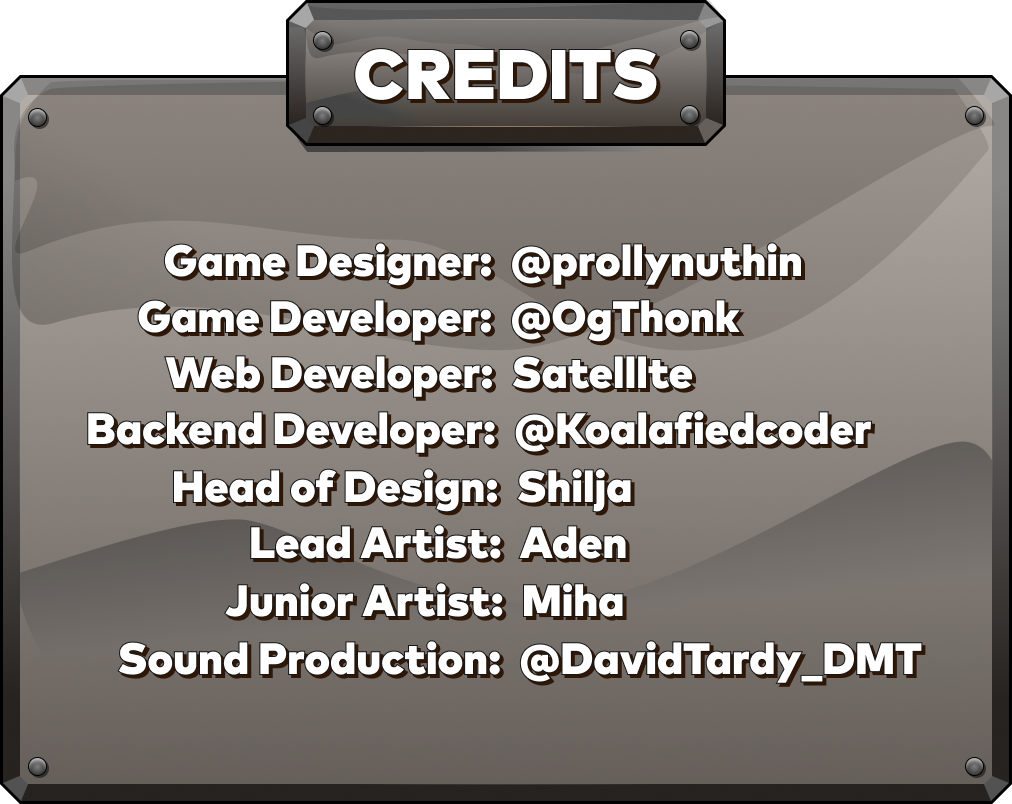 CREDITS
Game Designer: @prollynuthin
Game Developer: @OgThonk
Web Developer: Satelllte
Backend Developer: @Koalafiedcoder
Head of Design: Shilja
Lead Artist: Aden
Junior Artist: Miha
Sound Production: @DavidTardy_DMT